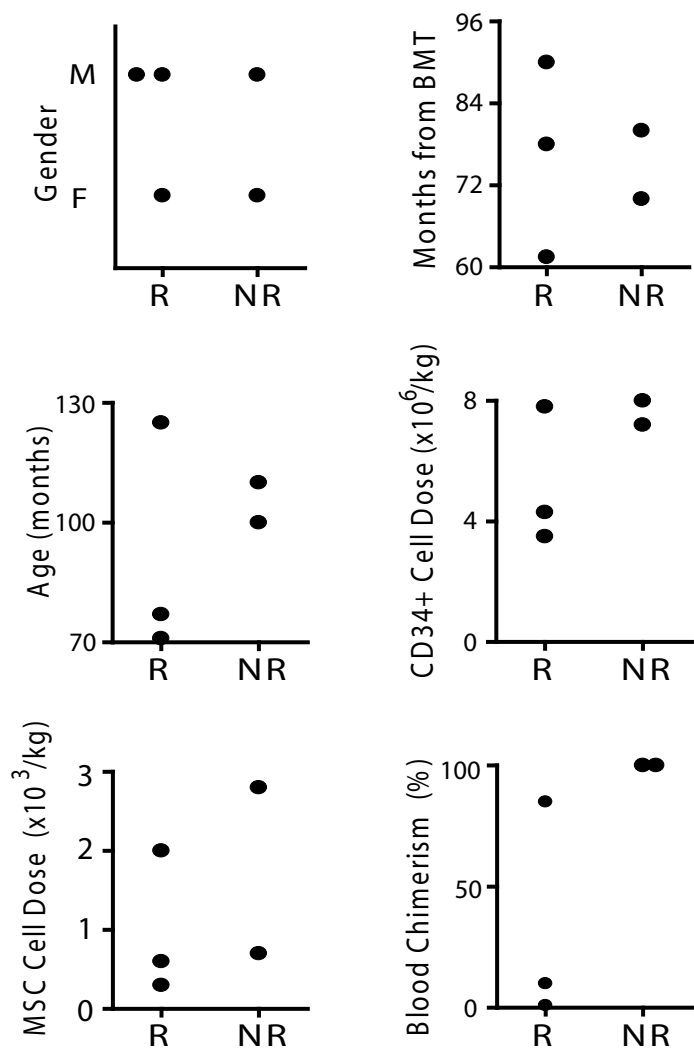 Gender
M
F
R NR
Months from BMT
96
84
72
60
R NR
Age (months)
130
100
70
R NR
CD34+ Cell Dose (x10⁶/kg)
8
4
0
R NR
MSC Cell Dose (x10³/kg)
3
2
1
0
R NR
Blood Chimerism (%)
100
50
0
R NR